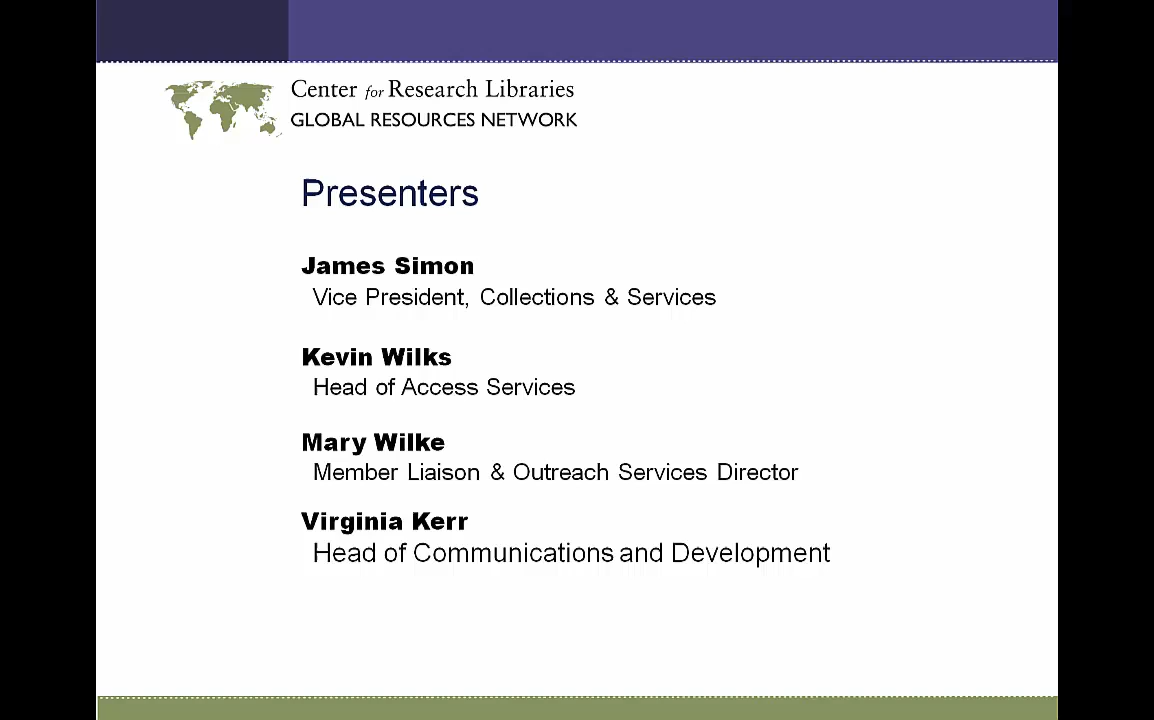 Center for Research Libraries
GLOBAL RESOURCES NETWORK
Presenters
James Simon
Vice President, Collections & Services
Kevin Wilks
Head of Access Services
Mary Wilke
Member Liaison & Outreach Services Director
Virginia Kerr
Head of Communications and Development